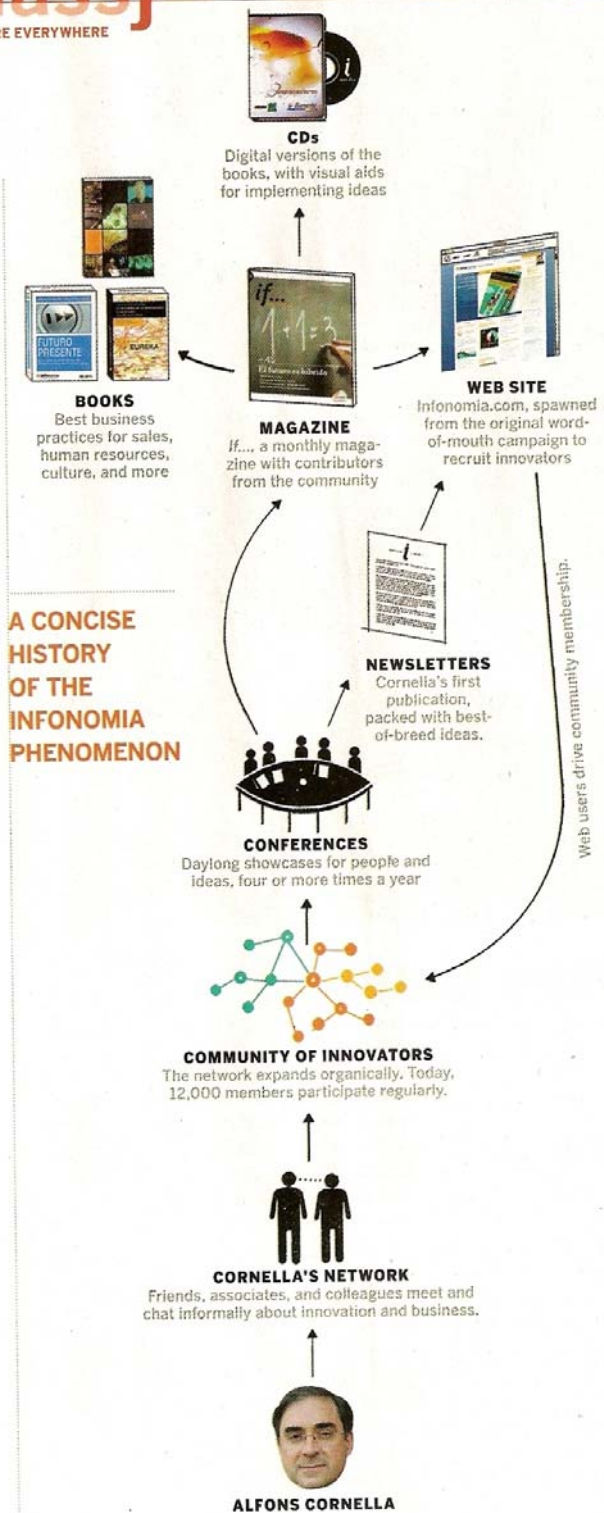 RE EVERYWHERE
CDs
Digital versions of the
books, with visual aids
for implementing ideas
if...
1+1=3
El futuro es híbrido
FUTURO
PRESENTE
EUREKA
BOOKS
Best business
practices for sales,
human resources,
culture, and more
MAGAZINE
If..., a monthly maga-
zine with contributors
from the community
WEB SITE
Infonomia.com, spawned
from the original word-
of-mouth campaign to
recruit innovators
A CONCISE
HISTORY
OF THE
INFONOMIA
PHENOMENON
i
NEWSLETTERS
Cornella's first
publication,
packed with best-
of-breed ideas.
Web users drive community membership.
CONFERENCES
Daylong showcases for people and
ideas, four or more times a year
COMMUNITY OF INNOVATORS
The network expands organically. Today,
12,000 members participate regularly.
CORNELLA'S NETWORK
Friends, associates, and colleagues meet and
chat informally about innovation and business.
ALFONS CORNELLA